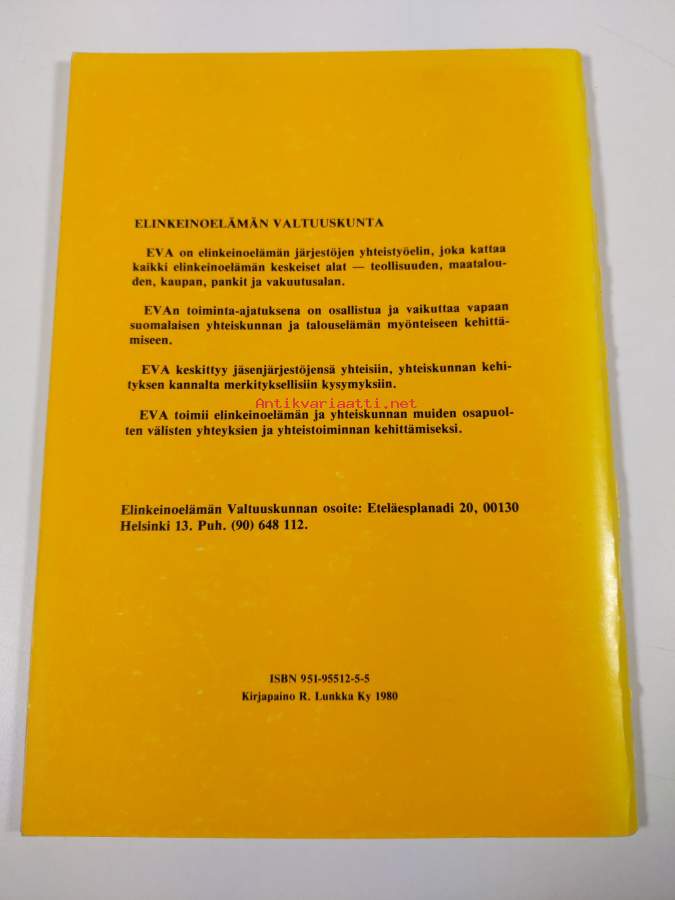 ELINKEINOELÄMÄN VALTUUSKUNTA
EVA on elinkeinoelämän järjestöjen yhteistyöelin, joka kattaa
kaikki elinkeinoelämän keskeiset alat — teollisuuden, maatalou-
den, kaupan, pankit ja vakuutusalan.
EVAn toiminta-ajatuksena on osallistua ja vaikuttaa vapaan
suomalaisen yhteiskunnan ja talouselämän myönteiseen kehittä-
miseen.
EVA keskittyy jäsenjärjestöjensä yhteisiin, yhteiskunnan kehi-
tyksen kannalta merkityksellisiin kysymyksiin.
Antikvariaatti.net
EVA toimii elinkeinoelämän ja yhteiskunnan muiden osapuol-
ten välisten yhteyksien ja yhteistoiminnan kehittämiseksi.
Elinkeinoelämän Valtuuskunnan osoite: Eteläesplanadi 20, 00130
Helsinki 13. Puh. (90) 648 112.
ISBN 951-95512-5-5
Kirjapaino R. Lunkka Ky 1980